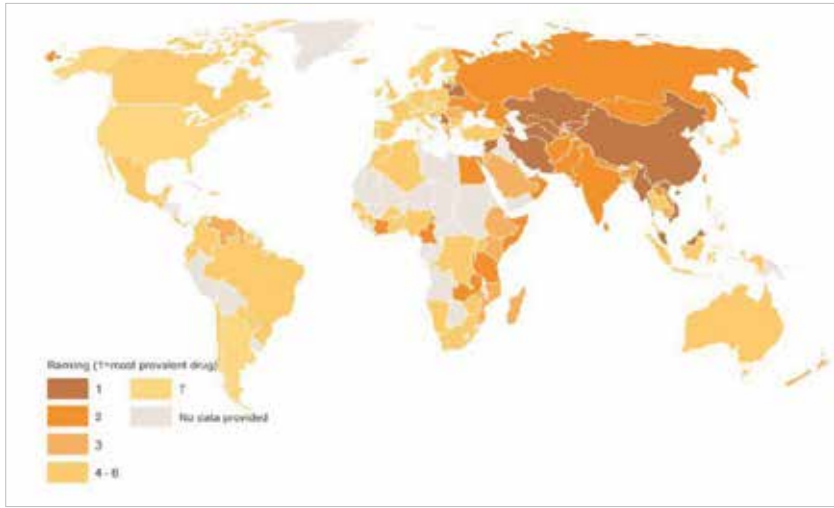 Ranking (1=most prevalent drug)
1
7
2
No data provided
3
4 - 6